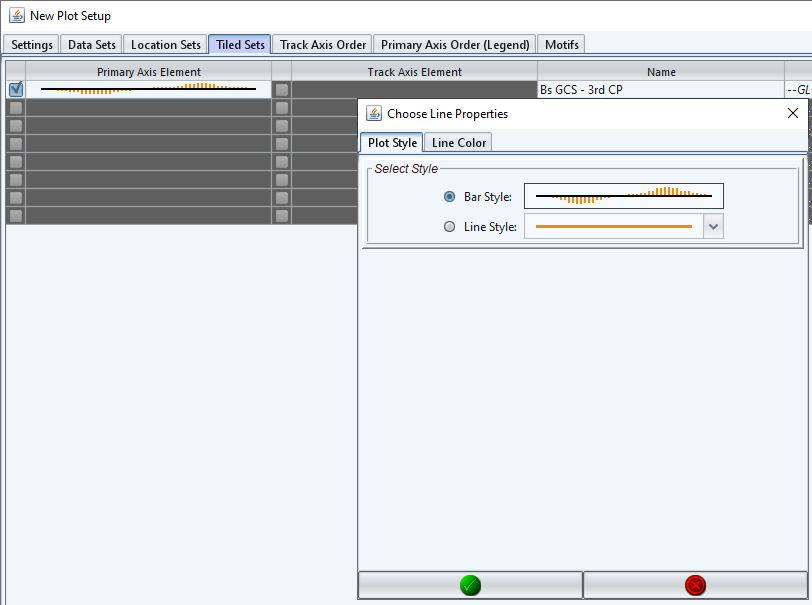 New Plot Setup
Settings Data Sets Location Sets Tiled Sets Track Axis Order Primary Axis Order (Legend) Motifs
Primary Axis Element Track Axis Element Name
Bs GCS - 3rd CP --GL
Choose Line Properties
Plot Style Line Color
Select Style
Bar Style:
Line Style: